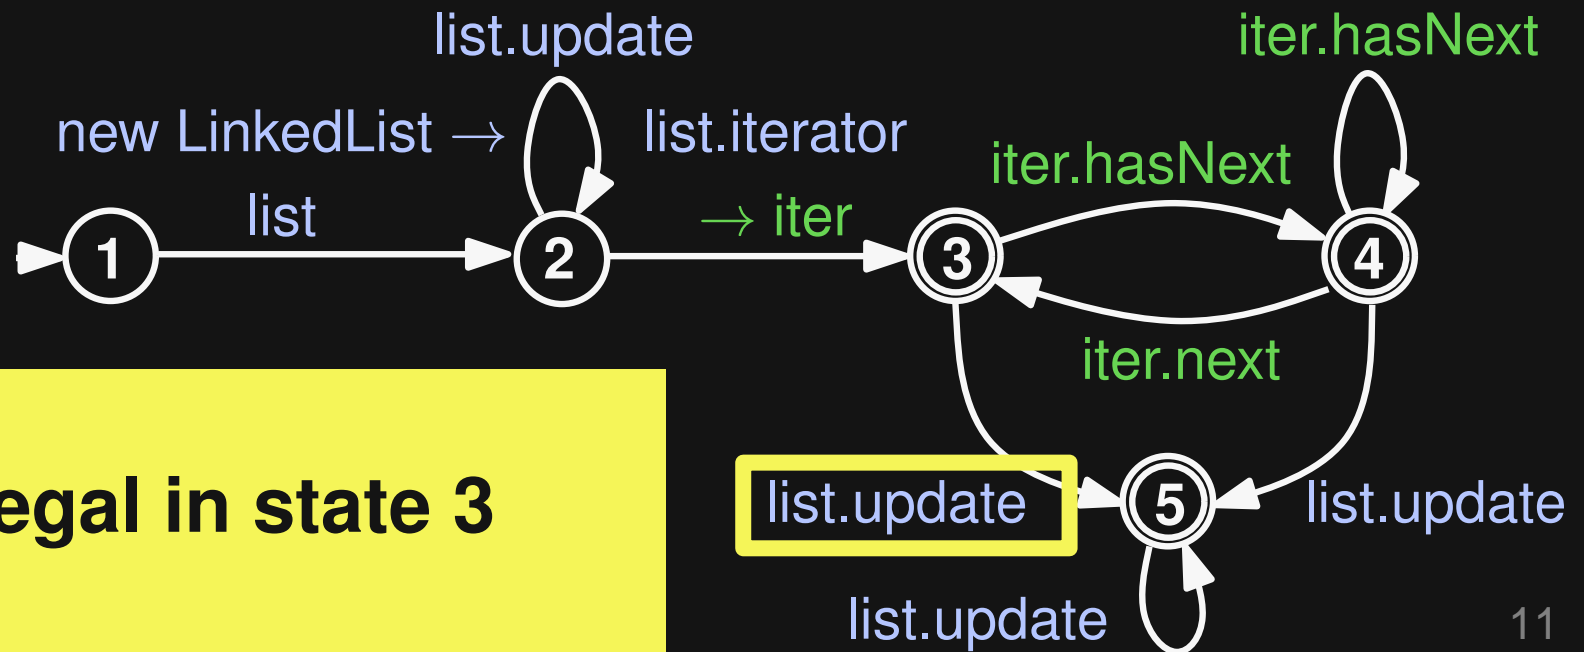 list.update
iter.hasNext
new LinkedList →
list.iterator
iter.hasNext
list
→ iter
1
2
3
4
iter.next
egal in state 3
list.update
5
list.update
list.update
11